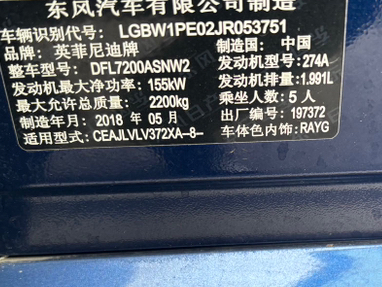 东风汽车有限公司制造
车辆识别代号: LGBW1PE02JR053751
品牌: 英菲尼迪牌 制造国: 中国
整车型号: DFL7200ASNW2 发动机型号: 274A
发动机最大净功率: 155kW 发动机排量: 1.991L
最大允许总质量: 2200kg 乘坐人数: 5 人
制造年月: 2018 年 05 月 出厂编号: 197372
适用型式: CEAJLVLV372XA-8- 车体色内饰: RAYG